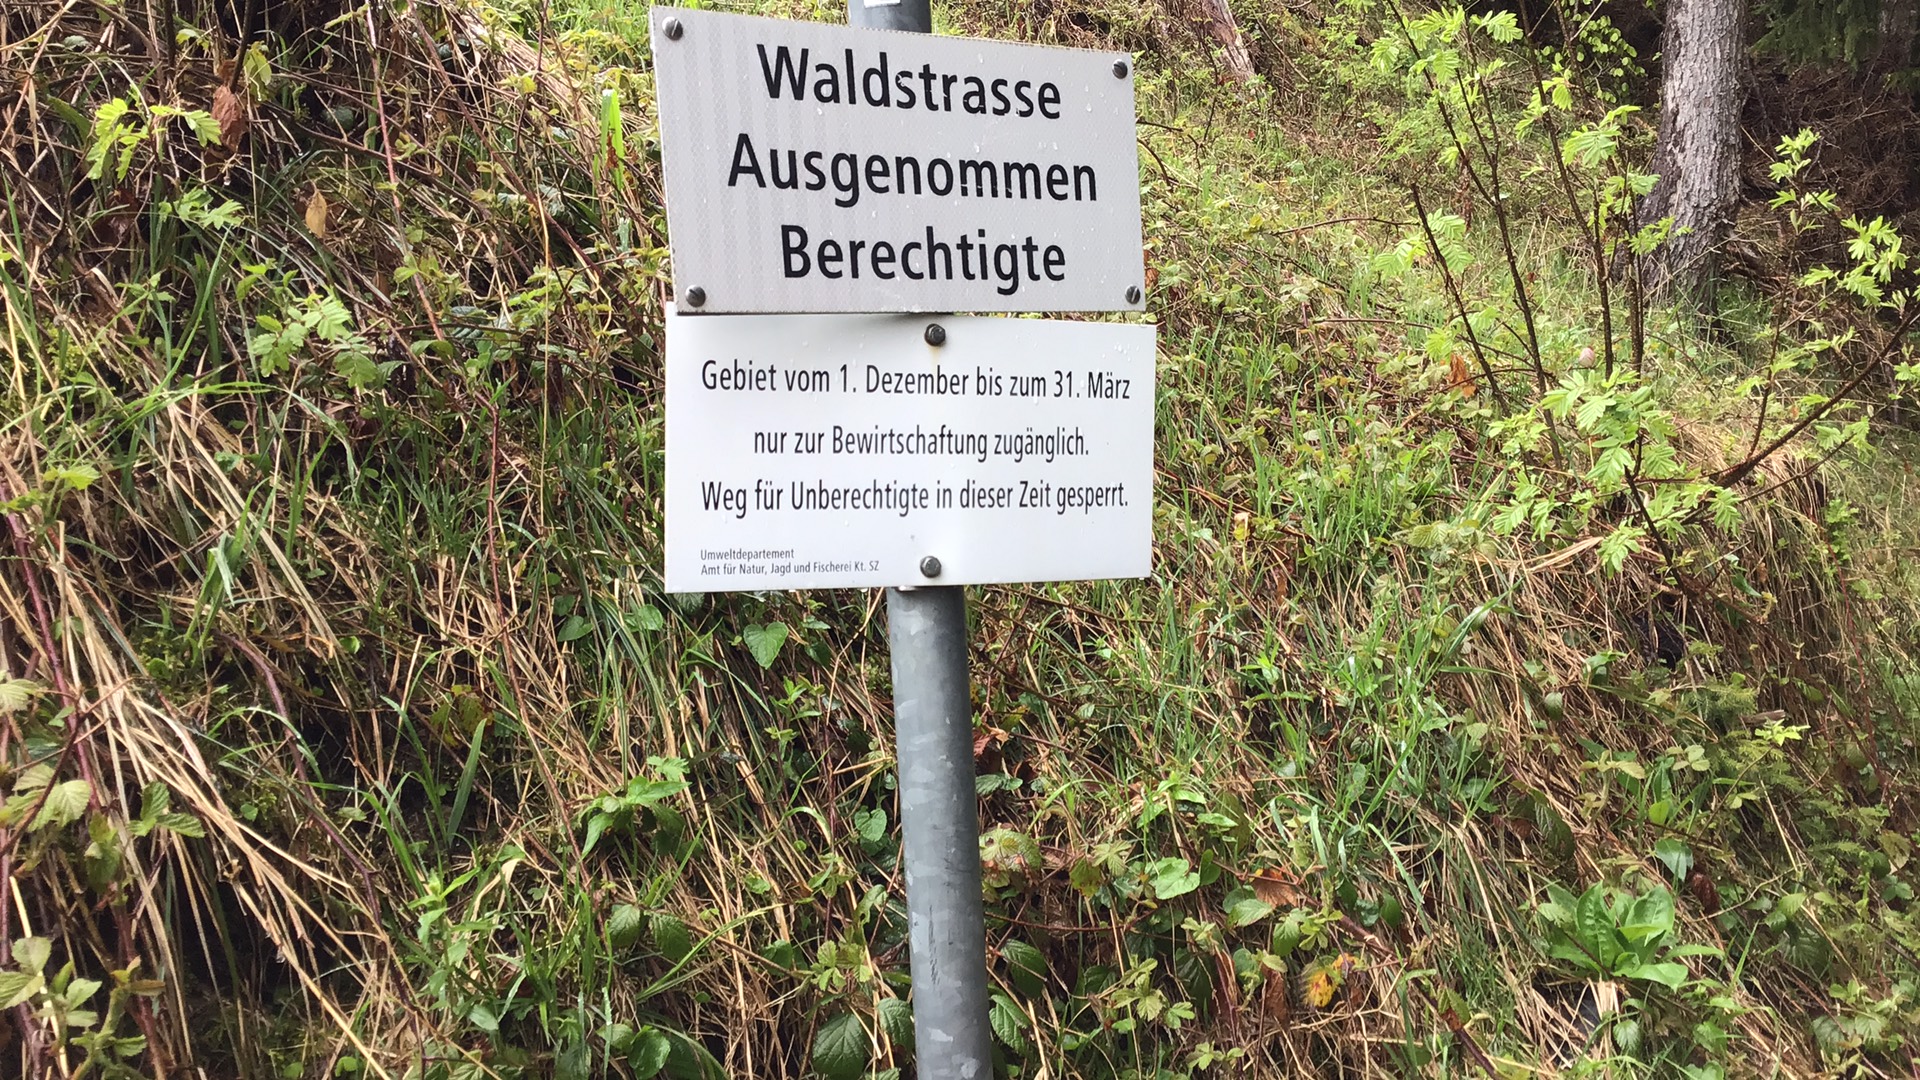 Waldstrasse
Ausgenommen
Berechtigte
Gebiet vom 1. Dezember bis zum 31. März
nur zur Bewirtschaftung zugänglich.
Weg für Unberechtigte in dieser Zeit gesperrt.
Umweltdepartement
Amt für Natur, Jagd und Fischerei Kt. SZ